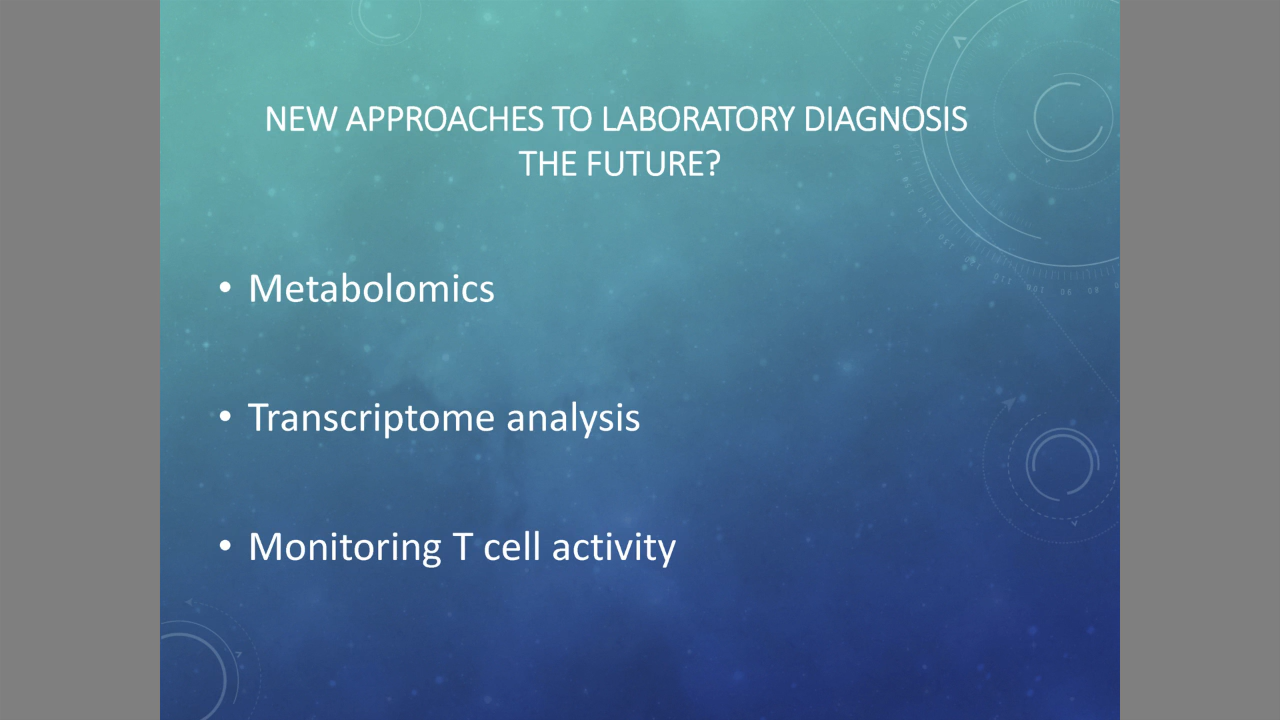 NEW APPROACHES TO LABORATORY DIAGNOSIS
THE FUTURE?
• Metabolomics
• Transcriptome analysis
• Monitoring T cell activity